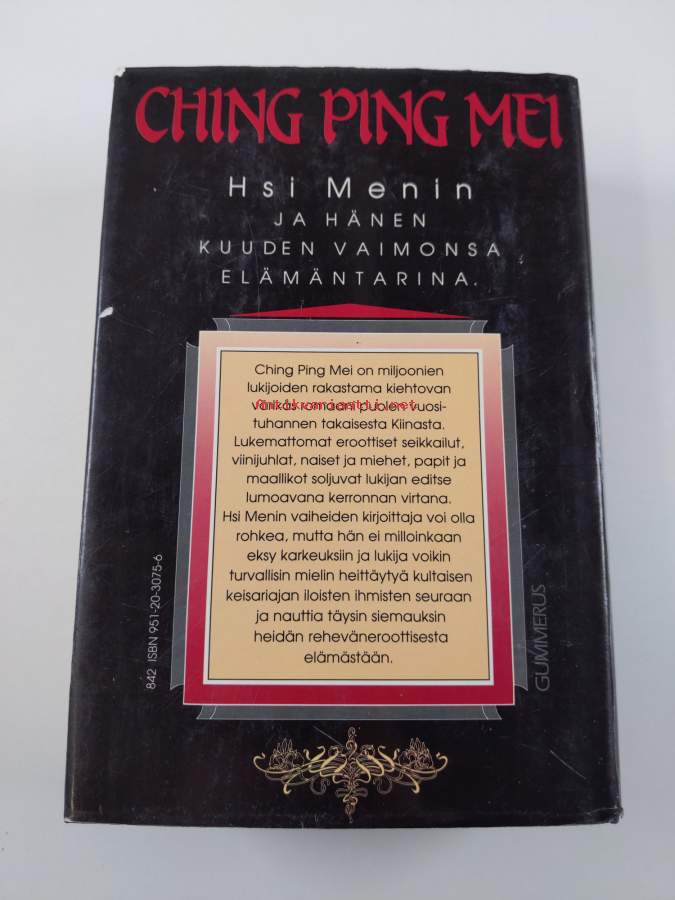 CHING PING MEI
Hsi Menin
JA HÄNEN
KUUDEN VAIMONSA
ELÄMÄNTARINA.
Ching Ping Mei on miljoonien
lukijoiden rakastama kiehtovan
värikäs romaani puolen vuosi-
tuhannen takaisesta Kiinasta.
Lukemattomat eroottiset seikkailut,
viinijuhlat, naiset ja miehet, papit ja
maallikot soljuvat lukijan editse
lumoavana kerronnan virtana.
Hsi Menin vaiheiden kirjoittaja voi olla
rohkea, mutta hän ei milloinkaan
eksy karkeuksiin ja lukija voikin
turvallisin mielin heittäytyä kultaisen
keisariajan iloisten ihmisten seuraan
ja nauttia täysin siemauksin
heidän reheväneroottisesta
elämästään.
842 ISBN 951-20-3075-6
GUMMERUS